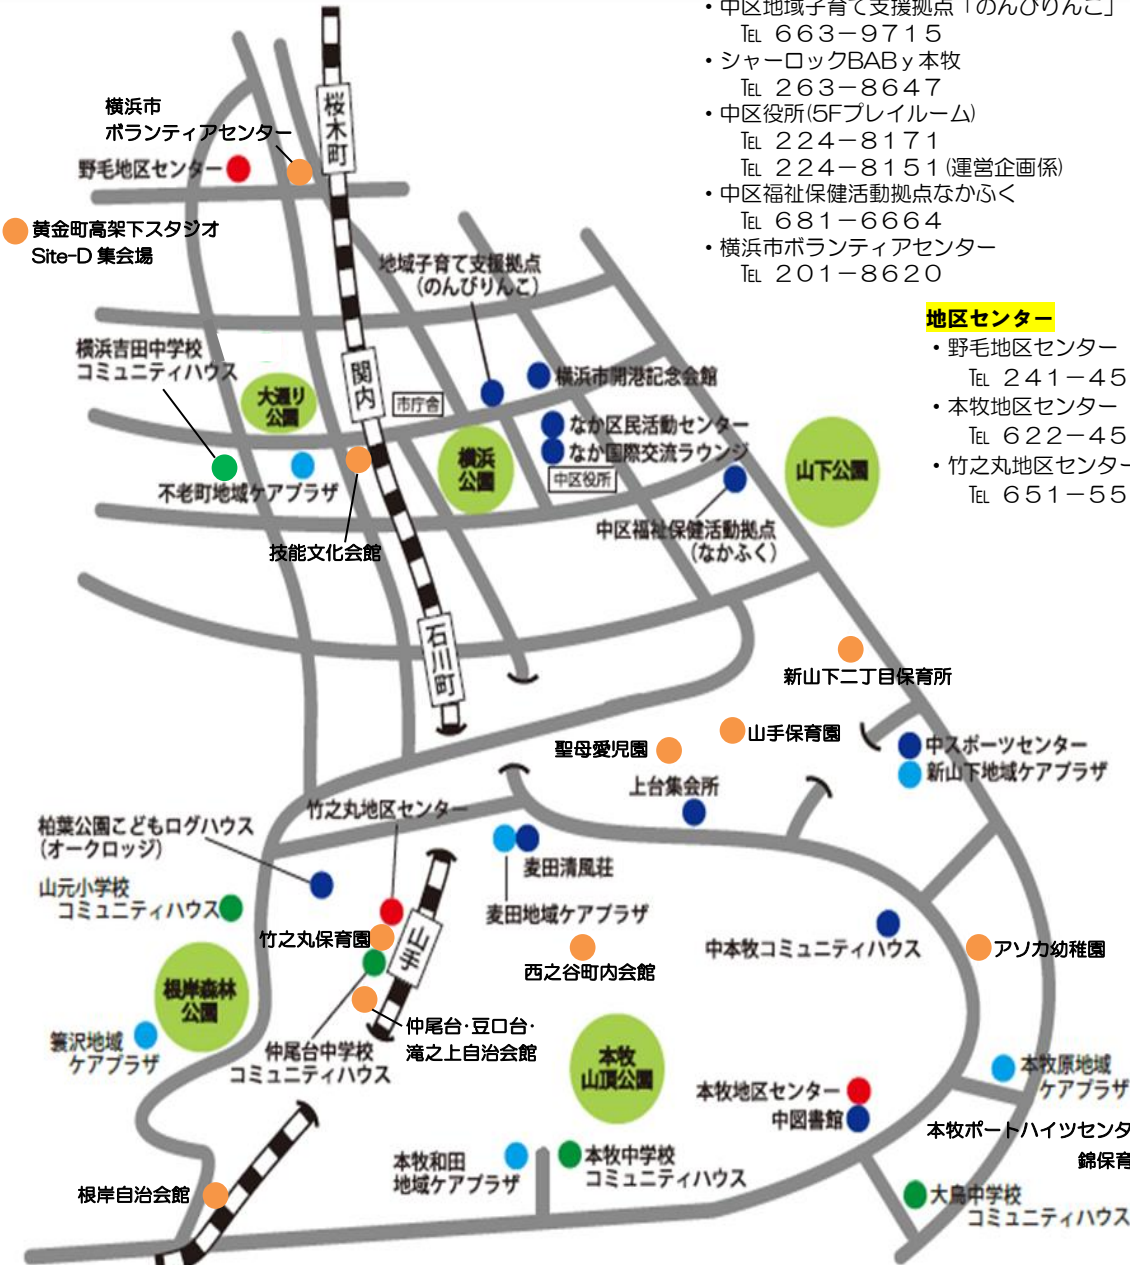 ・中区地域子育て支援拠点「のんびりんこ」
℡ 663－9715
・シャーロックBABｙ本牧
℡ 263－8647
・中区役所(5Fプレイルーム)
℡ 224－8171
℡ 224－8151(運営企画係)
・中区福祉保健活動拠点なかふく
℡ 681－6664
・横浜市ボランティアセンター
℡ 201－8620
地区センター
・野毛地区センター
℡ 241－45
・本牧地区センター
℡ 622－45
・竹之丸地区センター
℡ 651－55
桜木町
横浜市
ボランティアセンター
野毛地区センター
黄金町高架下スタジオ
Site-D 集会場
地域子育て支援拠点
(のんびりんこ)
横浜吉田中学校
コミュニティハウス
大通り
公園
関内
市庁舎
横浜市開港記念会館
なか区民活動センター
なか国際交流ラウンジ
中区役所
横浜
公園
山下公園
不老町地域ケアプラザ
技能文化会館
中区福祉保健活動拠点
(なかふく)
石川町
新山下二丁目保育所
山手保育園
聖母愛児園
中スポーツセンター
新山下地域ケアプラザ
上台集会所
竹之丸地区センター
柏葉公園こどもログハウス
(オークロッジ)
麦田清風荘
麦田地域ケアプラザ
山元小学校
コミュニティハウス
竹之丸保育園
山手
西之谷町内会館
中本牧コミュニティハウス
アソカ幼稚園
根岸森林
公園
簑沢地域
ケアプラザ
仲尾台中学校
コミュニティハウス
仲尾台・豆口台・
滝之上自治会館
本牧
山頂公園
本牧地区センター
中図書館
本牧原地域
ケアプラザ
本牧ポートハイツセンタ
錦保育
本牧和田
地域ケアプラザ
本牧中学校
コミュニティハウス
大鳥中学校
コミュニティハウス
根岸自治会館